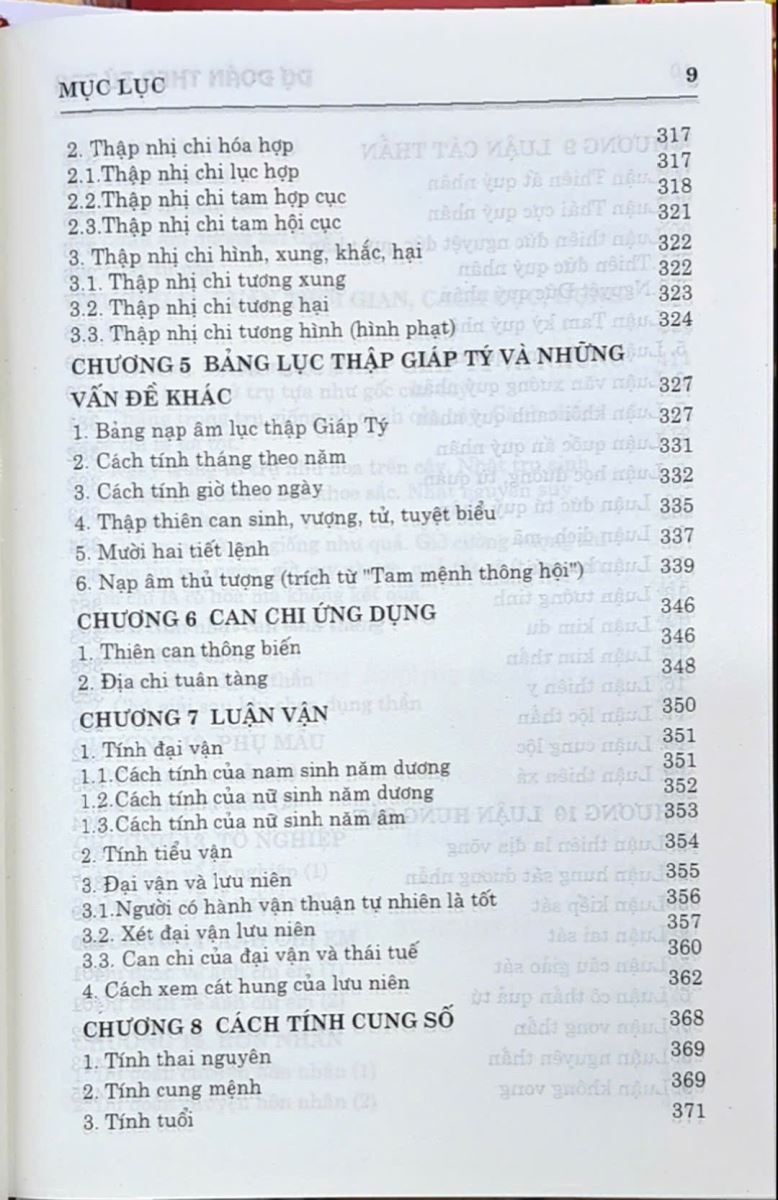 MỤC LỤC 9
2. Thập nhị chi hóa hợp 317
2.1.Thập nhị chi lục hợp 317
2.2.Thập nhị chi tam hợp cục 318
2.3.Thập nhị chi tam hội cục 321
3. Thập nhị chi hình, xung, khắc, hại 322
3.1. Thập nhị chi tương xung 322
3.2. Thập nhị chi tương hại 323
3.3. Thập nhị chi tương hình (hình phạt) 324
CHƯƠNG 5 BẢNG LỤC THẬP GIÁP TÝ VÀ NHỮNG
VẤN ĐỀ KHÁC 327
1. Bảng nạp âm lục thập Giáp Tý 327
2. Cách tính tháng theo năm 331
3. Cách tính giờ theo ngày 332
4. Thập thiên can sinh, vượng, tử, tuyệt biểu 335
5. Mười hai tiết lệnh 337
6. Nạp âm thủ tượng (trích từ "Tam mệnh thông hội") 339
CHƯƠNG 6 CAN CHI ỨNG DỤNG 346
1. Thiên can thông biến 346
2. Địa chi tuân tàng 348
CHƯƠNG 7 LUẬN VẬN 350
1. Tính đại vận 351
1.1.Cách tính của nam sinh năm dương 351
1.2.Cách tính của nữ sinh năm dương 352
1.3.Cách tính của nữ sinh năm âm 353
2. Tính tiểu vận 354
3. Đại vận và lưu niên 355
3.1.Người có hành vận thuận tự nhiên là tốt 356
3.2. Xét đại vận lưu niên 357
3.3. Can chi của đại vận và thái tuế 360
4. Cách xem cát hung của lưu niên 362
CHƯƠNG 8 CÁCH TÍNH CUNG SỐ 368
1. Tính thai nguyên 369
2. Tính cung mệnh 369
3. Tính tuổi 371